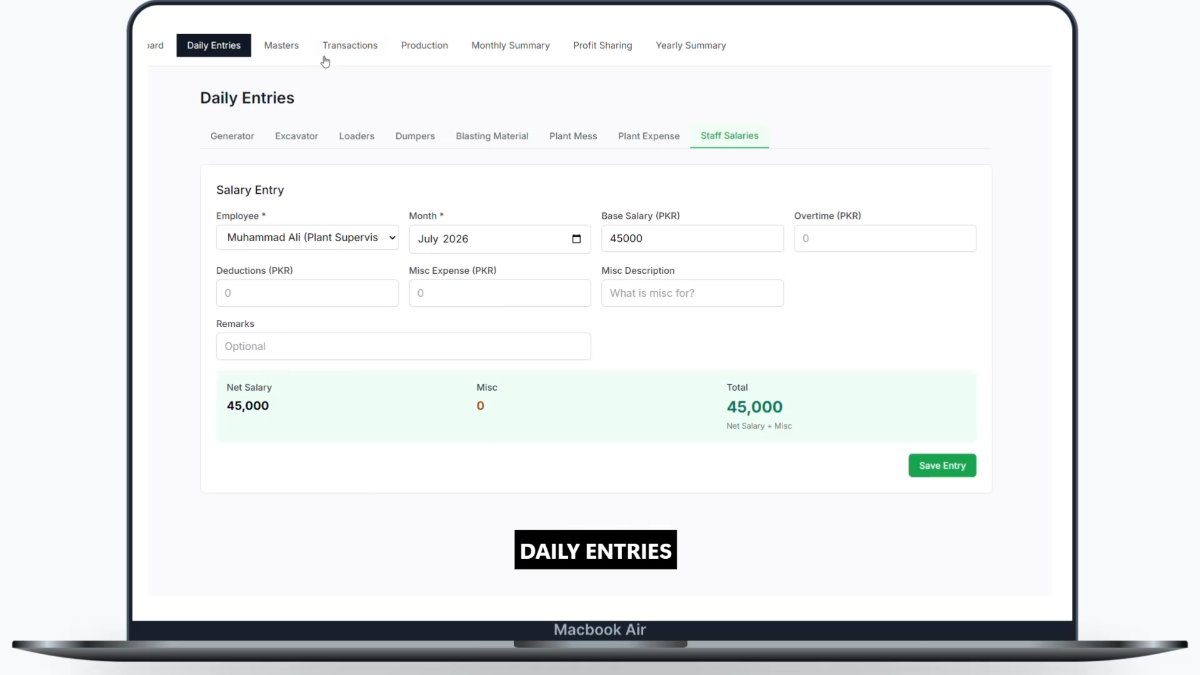 Daily Entries Masters Transactions Production Monthly Summary Profit Sharing Yearly Summary
Daily Entries
Generator Excavator Loaders Dumpers Blasting Material Plant Mess Plant Expense Staff Salaries
Salary Entry
Employee * Month * Base Salary (PKR) Overtime (PKR)
Muhammad Ali (Plant Supervis July 2026 45000 0
Deductions (PKR) Misc Expense (PKR) Misc Description
0 0 What is misc for?
Remarks
Optional
Net Salary Misc Total
45,000 0 45,000
Net Salary + Misc
Save Entry
DAILY ENTRIES
Macbook Air